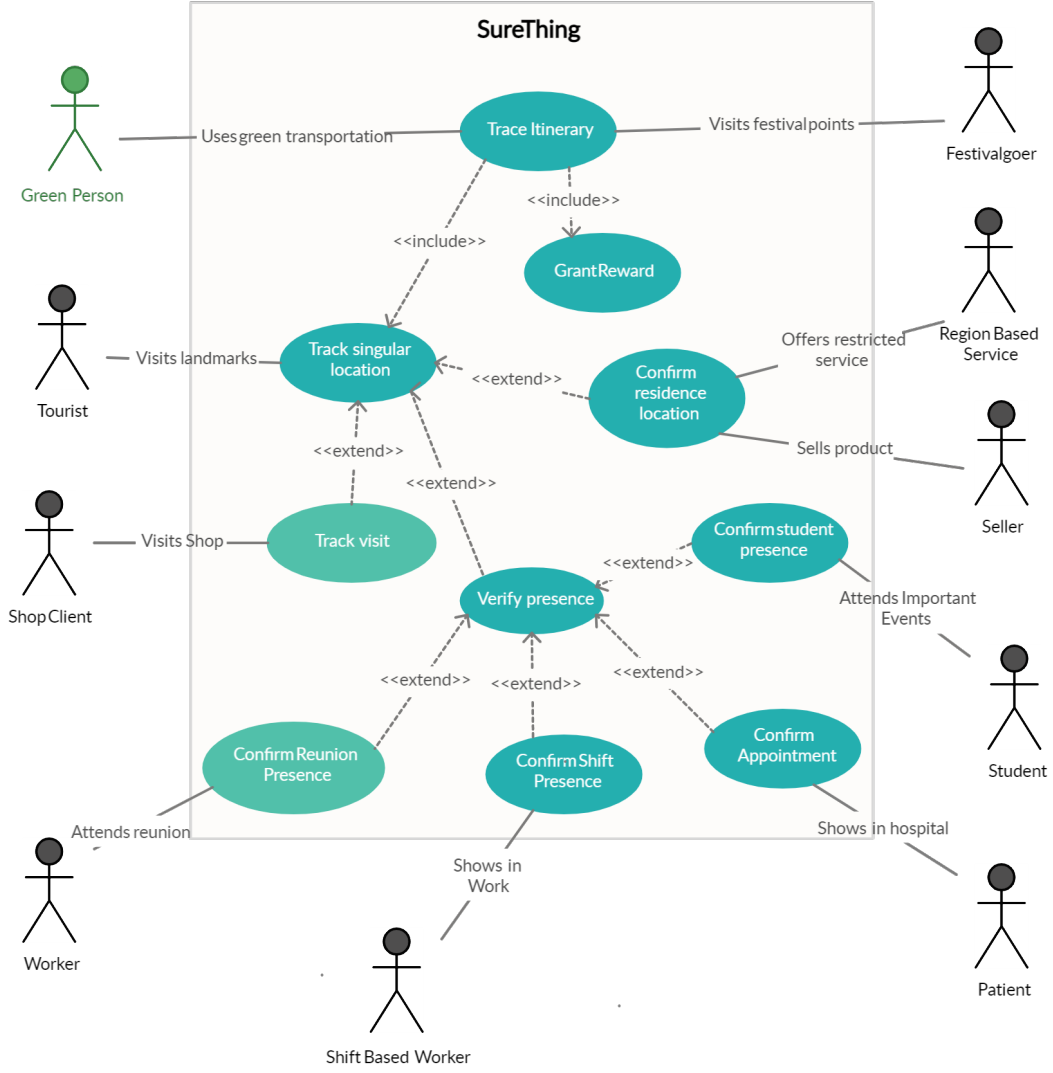 SureThing
Trace Itinerary
Uses green transportation
Visits festival points
Festivalgoer
Green Person
<<include>>
<<include>>
Grant Reward
Track singular
location
Visits landmarks
Tourist
<<extend>>
Confirm
residence
location
Offers restricted
service
Region Based
Service
Sells product
Seller
<<extend>>
<<extend>>
Visits Shop
Track visit
Shop Client
Confirm student
presence
<<extend>>
Verify presence
Attends Important
Events
Student
<<extend>>
<<extend>>
<<extend>>
Confirm Reunion
Presence
Confirm Shift
Presence
Confirm
Appointment
Attends reunion
Worker
Shows in
Work
Shift Based Worker
Shows in hospital
Patient